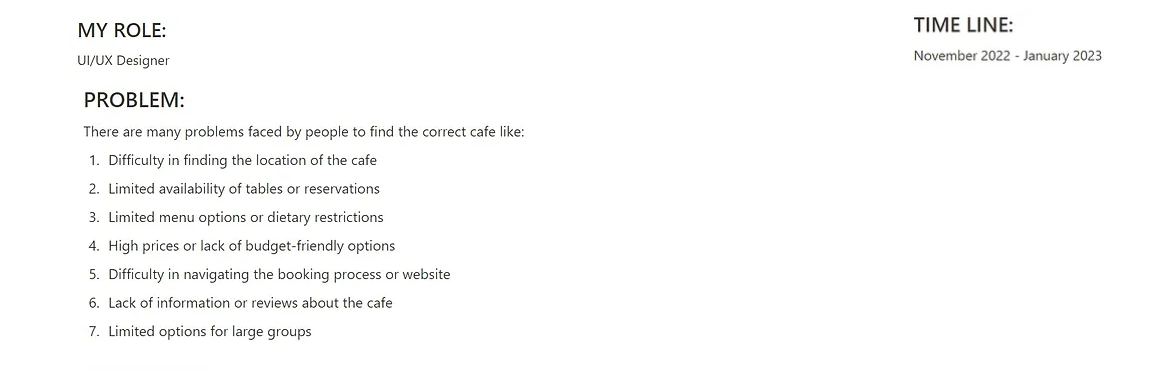 MY ROLE:
UI/UX Designer
TIME LINE:
November 2022 - January 2023
PROBLEM:
There are many problems faced by people to find the correct cafe like:
1. Difficulty in finding the location of the cafe
2. Limited availability of tables or reservations
3. Limited menu options or dietary restrictions
4. High prices or lack of budget-friendly options
5. Difficulty in navigating the booking process or website
6. Lack of information or reviews about the cafe
7. Limited options for large groups